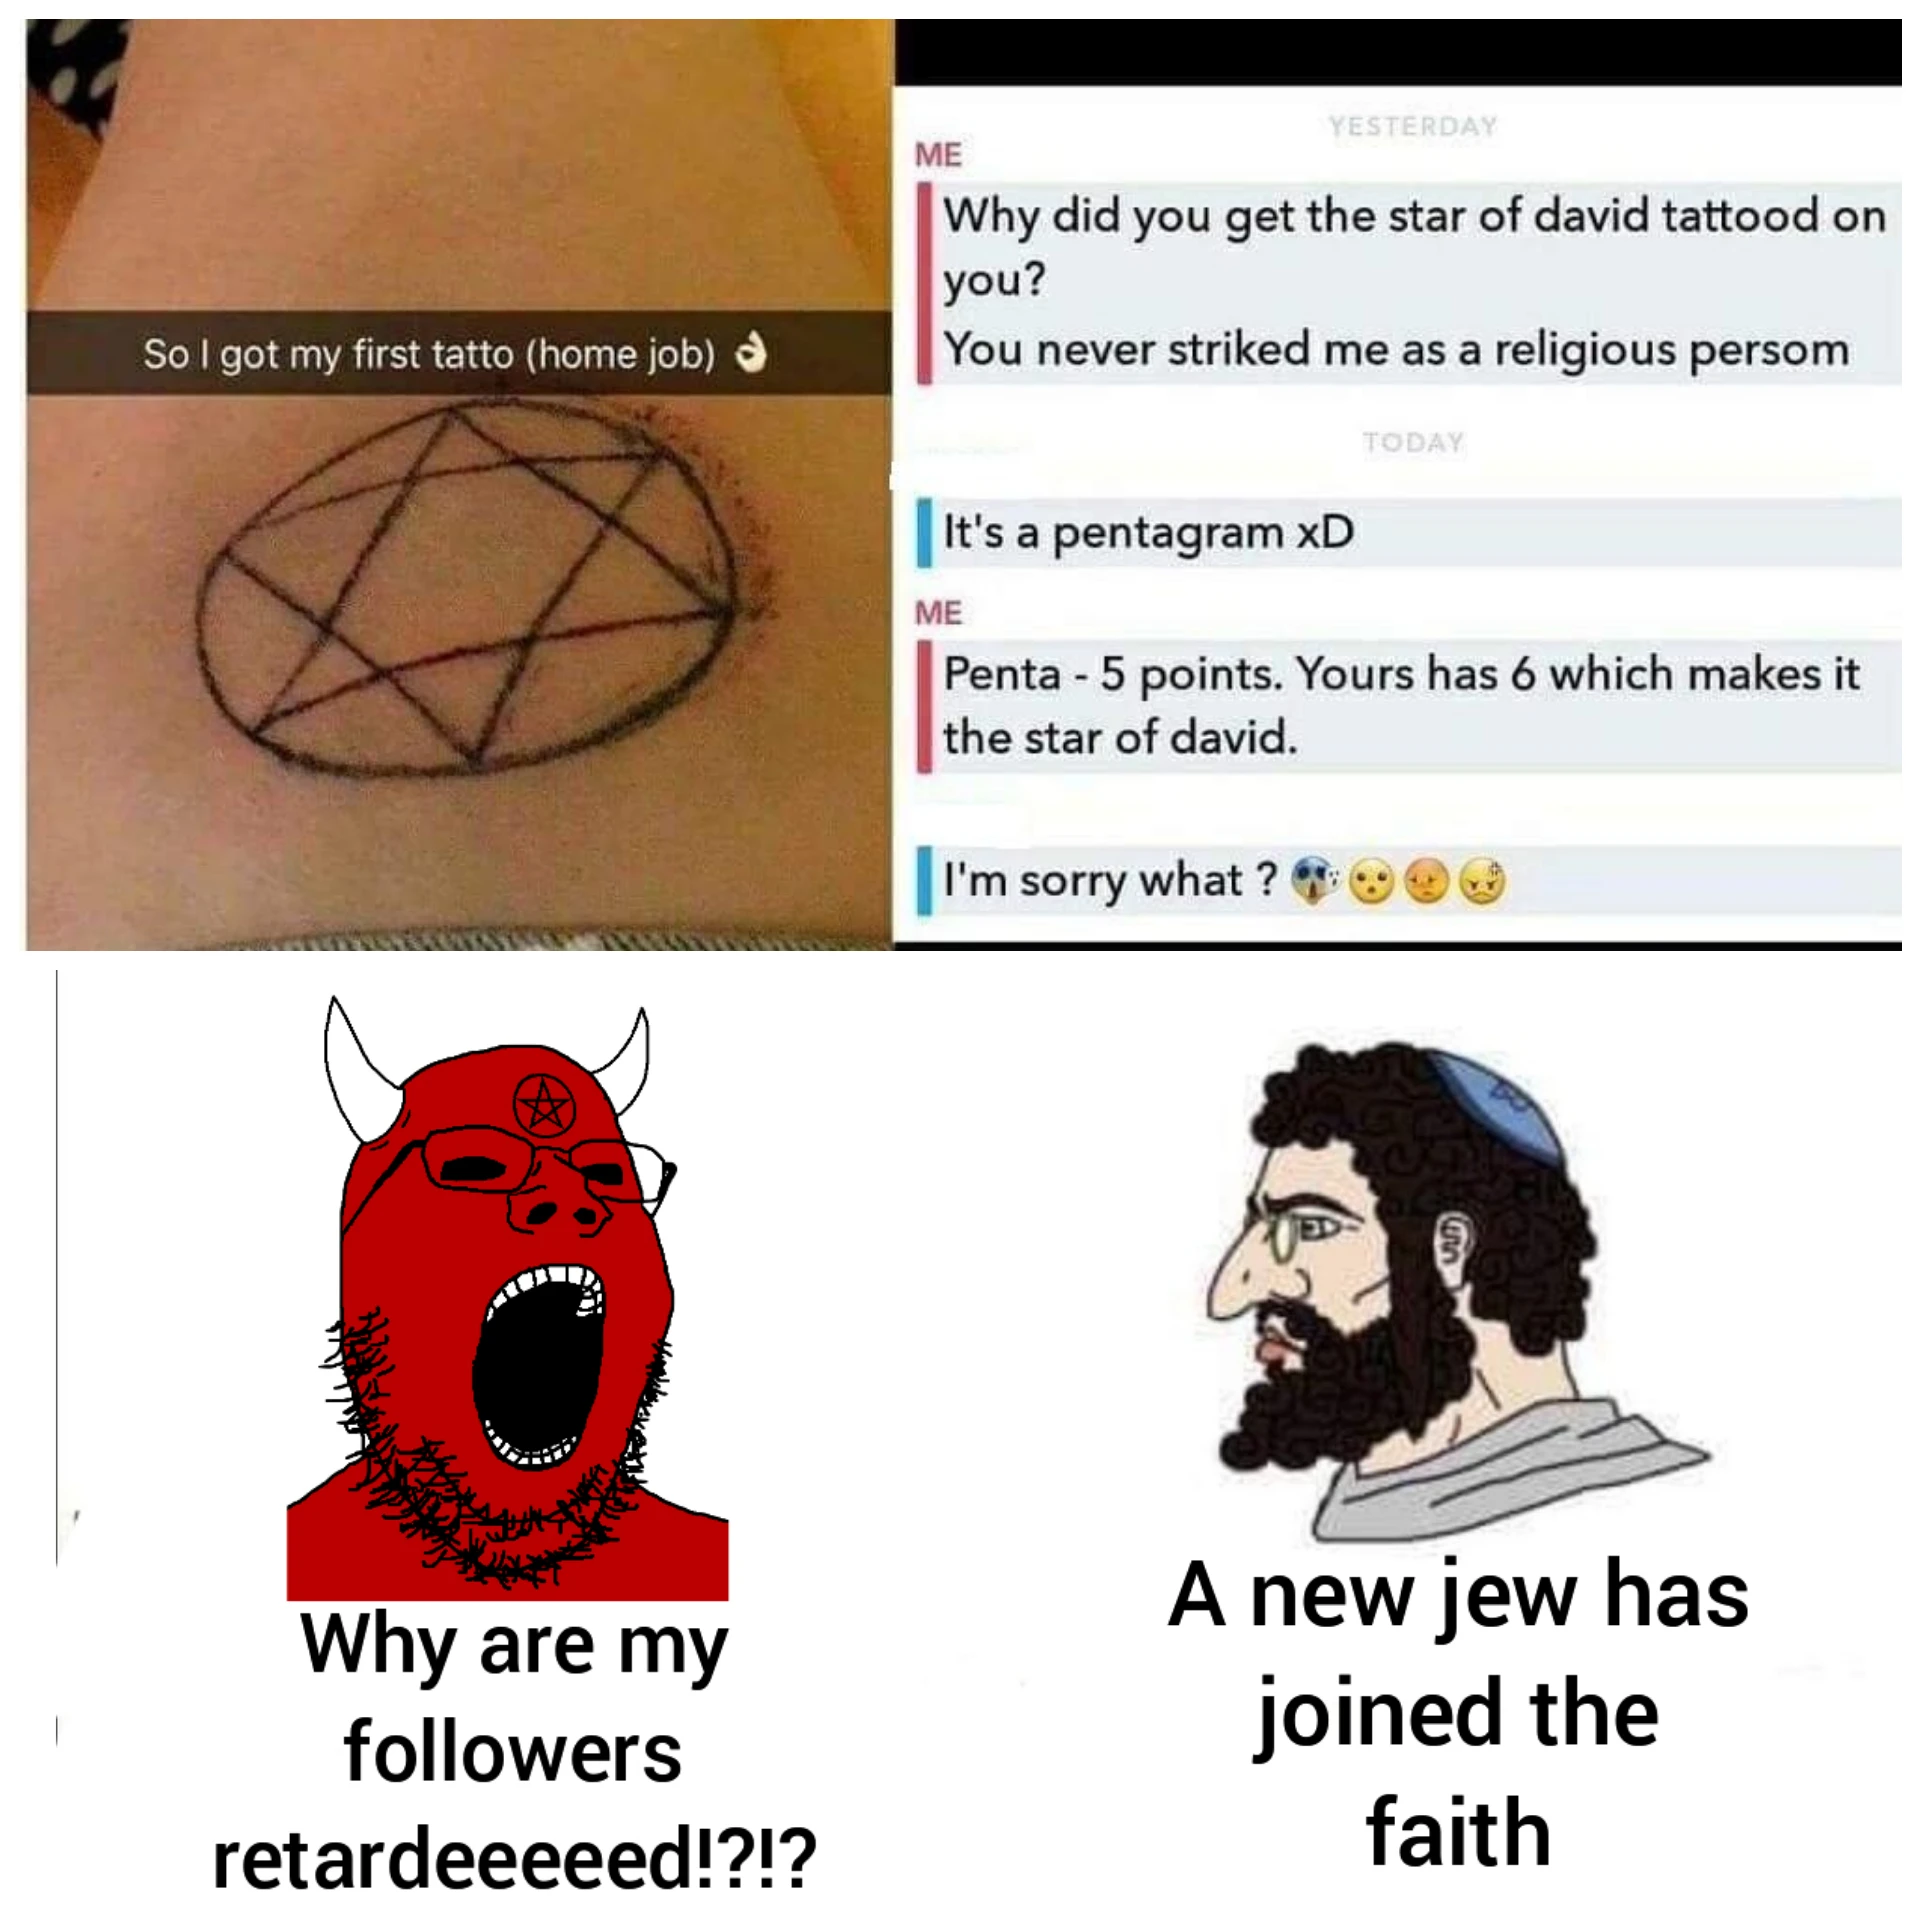 So I got my first tatto (home job) 👌
YESTERDAY
ME
Why did you get the star of david tattood on
you?
You never striked me as a religious persom
TODAY
It's a pentagram xD
ME
Penta - 5 points. Yours has 6 which makes it
the star of david.
I'm sorry what ? 😱😮😳😡
Why are my
followers
retardeeeeed!?!?
A new jew has
joined the
faith